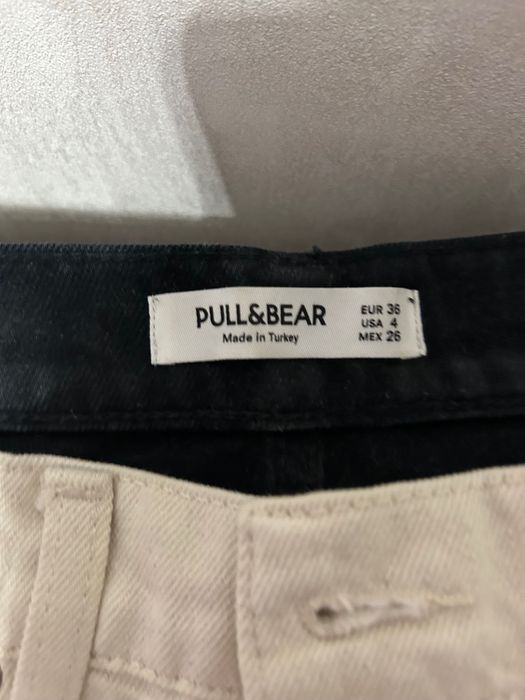 PULL&BEAR
Made in Turkey
EUR 36
USA 4
MEX 26